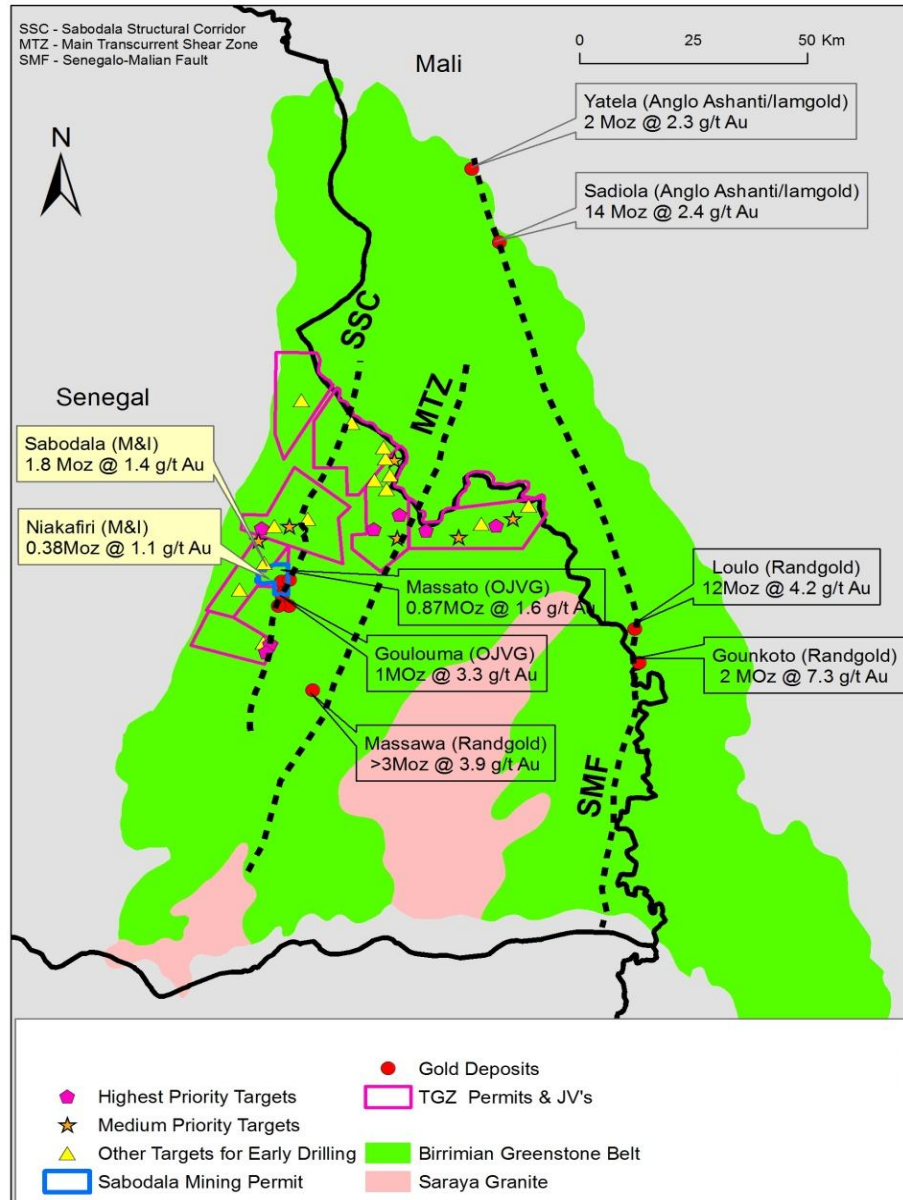 SSC - Sabodala Structural Corridor
MTZ - Main Transcurrent Shear Zone
SMF - Senegalo-Malian Fault
0 25 50 Km
Mali
N
Yatela (Anglo Ashanti/Iamgold)
2 Moz @ 2.3 g/t Au
Sadiola (Anglo Ashanti/Iamgold)
14 Moz @ 2.4 g/t Au
SSC
MTZ
Senegal
Sabodala (M&I)
1.8 Moz @ 1.4 g/t Au
Niakafiri (M&I)
0.38Moz @ 1.1 g/t Au
Massato (OJVG)
0.87MOz @ 1.6 g/t Au
Goulouma (OJVG)
1MOz @ 3.3 g/t Au
Massawa (Randgold)
>3Moz @ 3.9 g/t Au
Loulo (Randgold)
12Moz @ 4.2 g/t Au
Gounkoto (Randgold)
2 MOz @ 7.3 g/t Au
SMF
Gold Deposits
Highest Priority Targets
TGZ Permits & JV's
Medium Priority Targets
Other Targets for Early Drilling
Birrimian Greenstone Belt
Sabodala Mining Permit
Saraya Granite